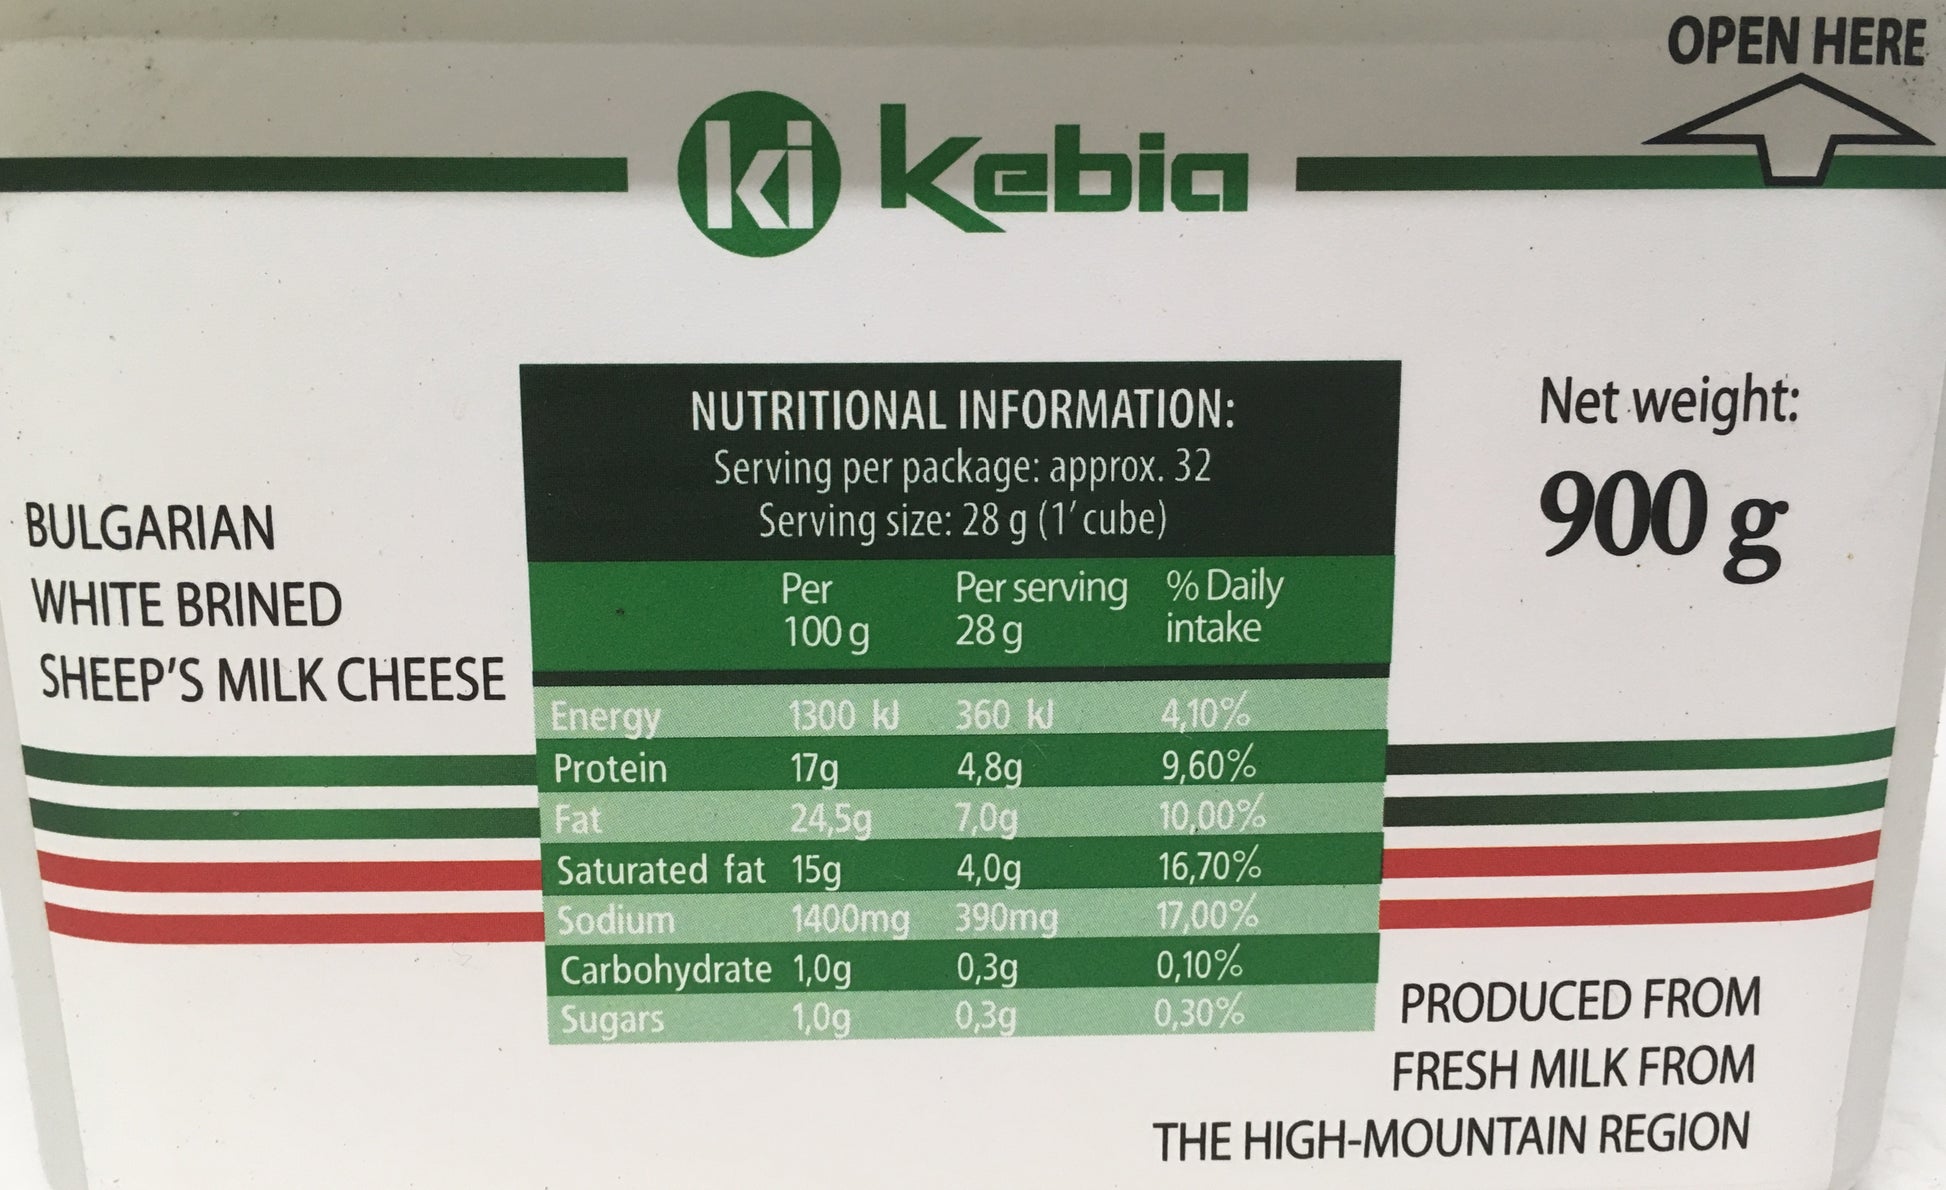 OPEN HERE
ki kebia
NUTRITIONAL INFORMATION:
Serving per package: approx. 32
Serving size: 28 g (1' cube)
Net weight:
900 g
BULGARIAN
WHITE BRINED
SHEEP'S MILK CHEESE
Per 100 g Per serving 28 g % Daily intake
Energy 1300 kJ 360 kJ 4,10%
Protein 17g 4,8g 9,60%
Fat 24,5g 7,0g 10,00%
Saturated fat 15g 4,0g 16,70%
Sodium 1400mg 390mg 17,00%
Carbohydrate 1,0g 0,3g 0,10%
Sugars 1,0g 0,3g 0,30%
PRODUCED FROM
FRESH MILK FROM
THE HIGH-MOUNTAIN REGION